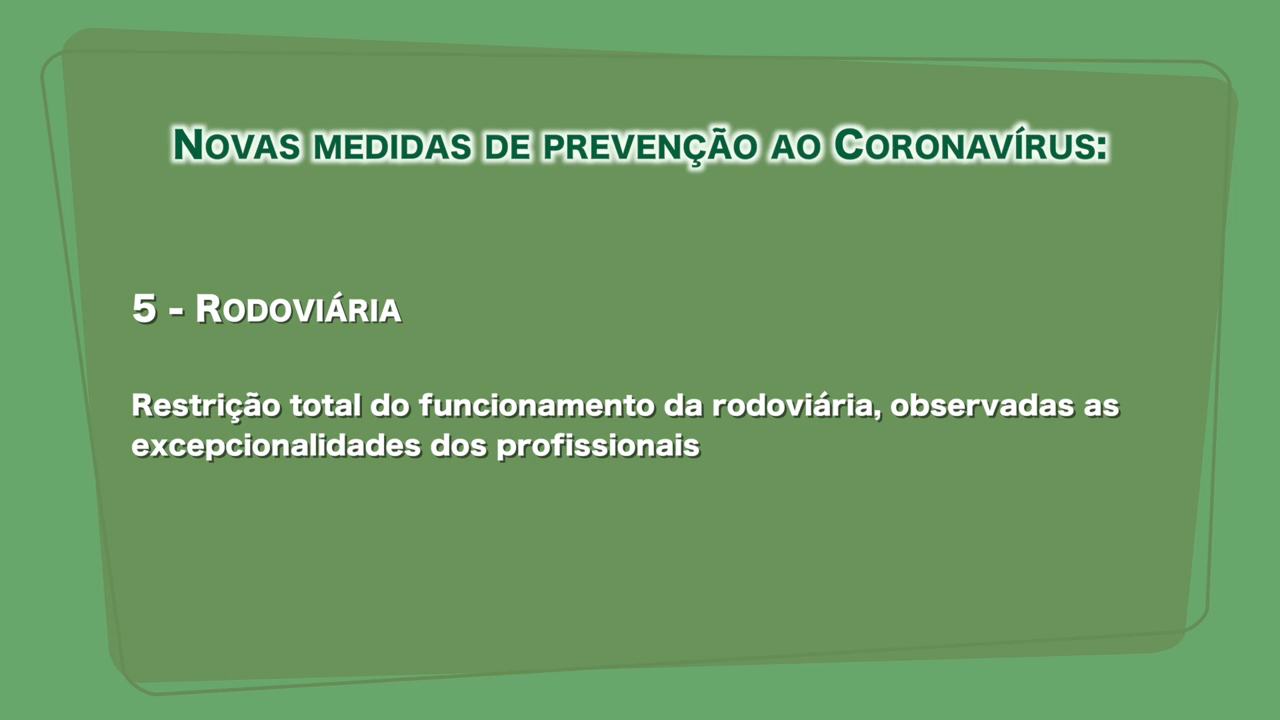 Novas medidas de prevenção ao Coronavírus:
5 - Rodoviária
Restrição total do funcionamento da rodoviária, observadas as
excepcionalidades dos profissionais